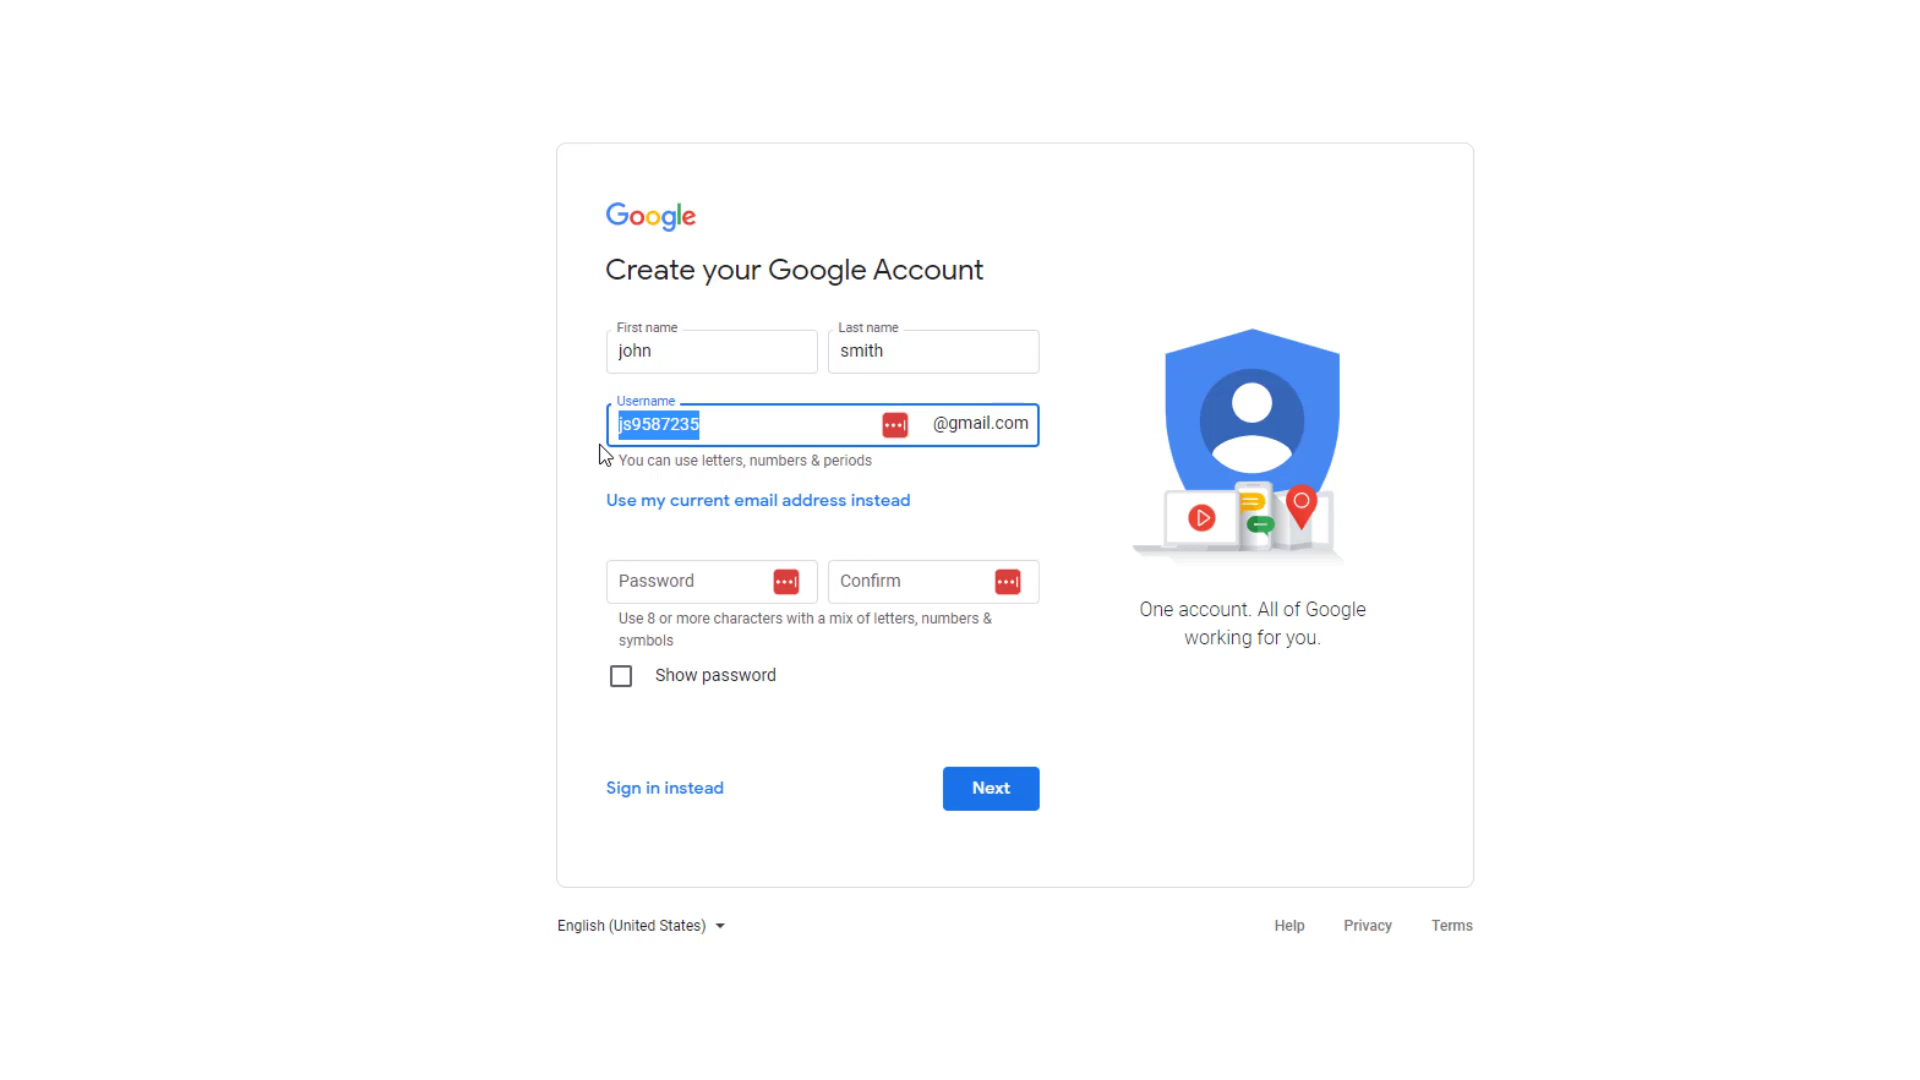 Google
Create your Google Account
First name
Last name
john
smith
Username
js9587235
@gmail.com
You can use letters, numbers & periods
Use my current email address instead
Password
Confirm
Use 8 or more characters with a mix of letters, numbers &
symbols
Show password
Sign in instead
Next
One account. All of Google
working for you.
English (United States)
Help
Privacy
Terms